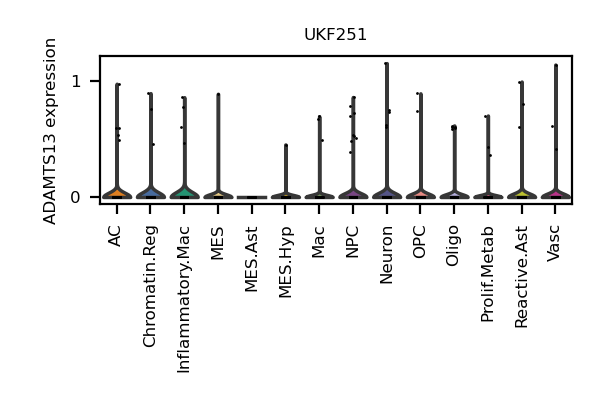 UKF251
ADAMTS13 expression
1
0
AC
Chromatin.Reg
Inflammatory.Mac
MES
MES.Ast
MES.Hyp
Mac
NPC
Neuron
OPC
Oligo
Prolif.Metab
Reactive.Ast
Vasc